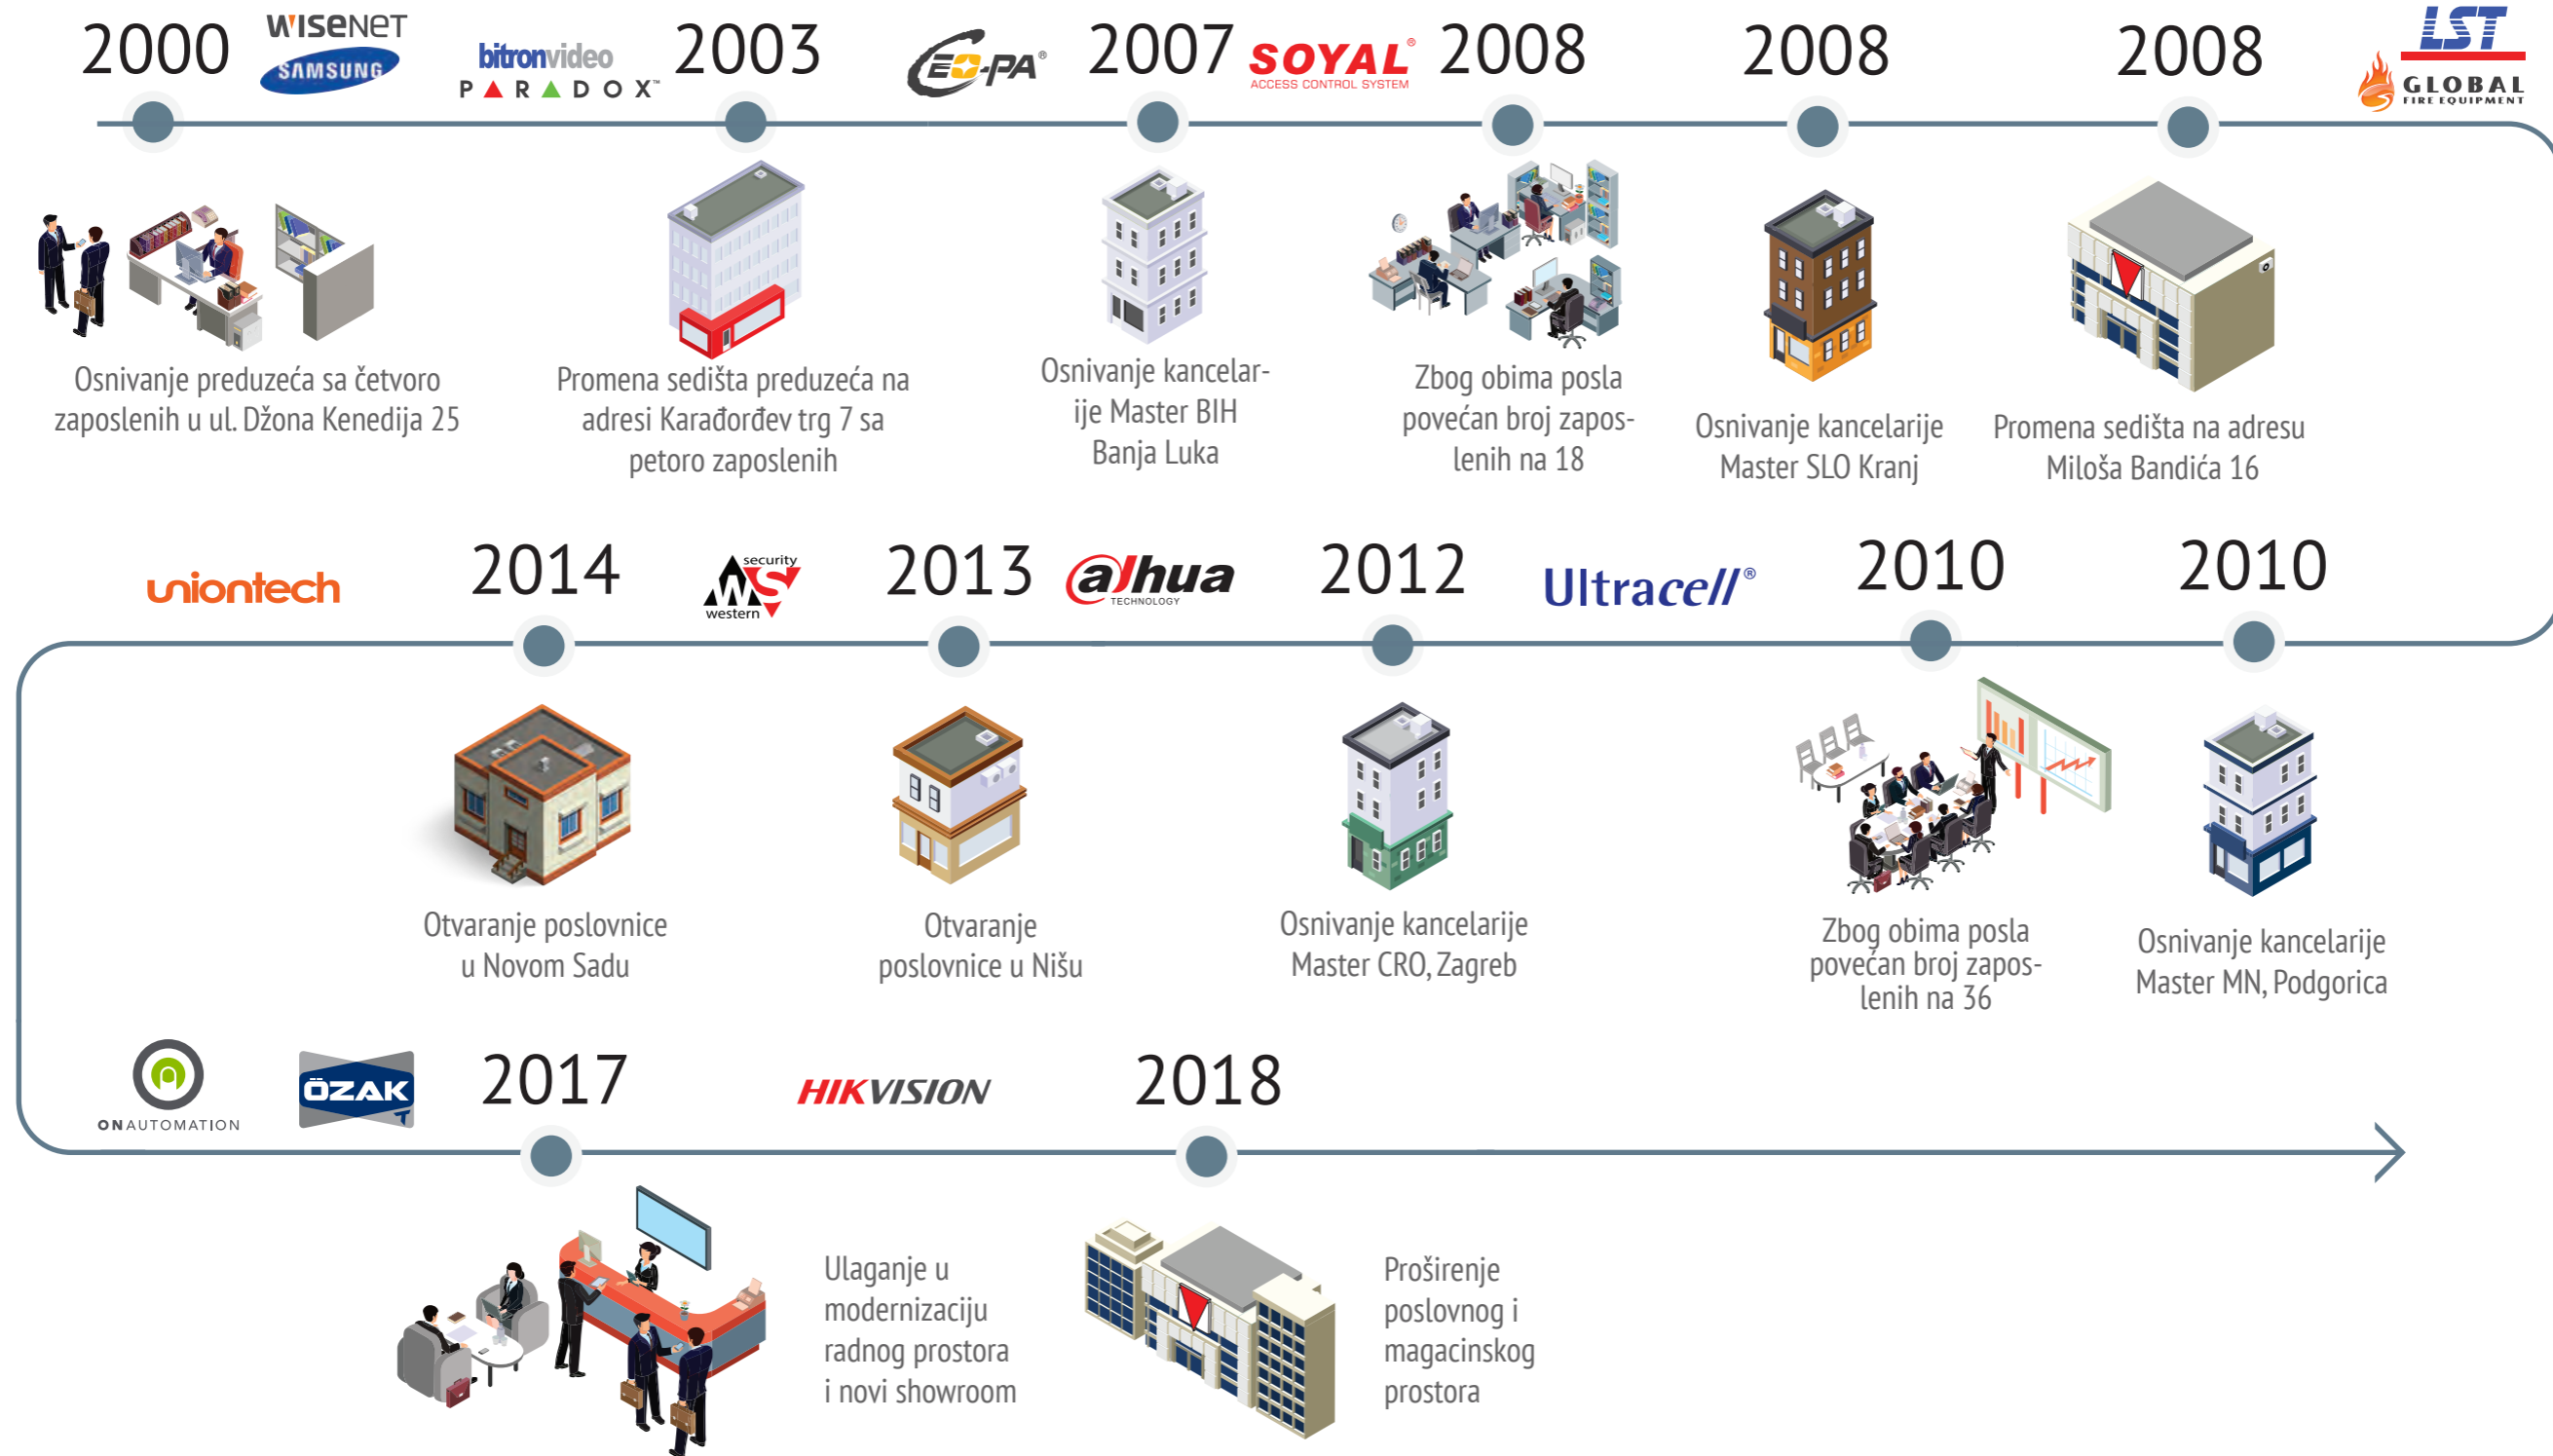 2000
WISENET
SAMSUNG
bitronvideo
PARADOX™
2003
EO-PA®
2007
SOYAL®
ACCESS CONTROL SYSTEM
2008
2008
2008
LST
GLOBAL
FIRE EQUIPMENT
Osnivanje preduzeća sa četvoro
zaposlenih u ul. Džona Kenedija 25
Promena sedišta preduzeća na
adresi Karađorđev trg 7 sa
petoro zaposlenih
Osnivanje kancelar-
ije Master BIH
Banja Luka
Zbog obima posla
povećan broj zapos-
lenih na 18
Osnivanje kancelarije
Master SLO Kranj
Promena sedišta na adresu
Miloša Bandića 16
uniontech
2014
security
WS
western
2013
alhua
TECHNOLOGY
2012
Ultracell®
2010
2010
Otvaranje poslovnice
u Novom Sadu
Otvaranje
poslovnice u Nišu
Osnivanje kancelarije
Master CRO, Zagreb
Zbog obima posla
povećan broj zapos-
lenih na 36
Osnivanje kancelarije
Master MN, Podgorica
ONAUTOMATION
ÖZAK
2017
HIKVISION
2018
Ulaganje u
modernizaciju
radnog prostora
i novi showroom
Proširenje
poslovnog i
magacinskog
prostora